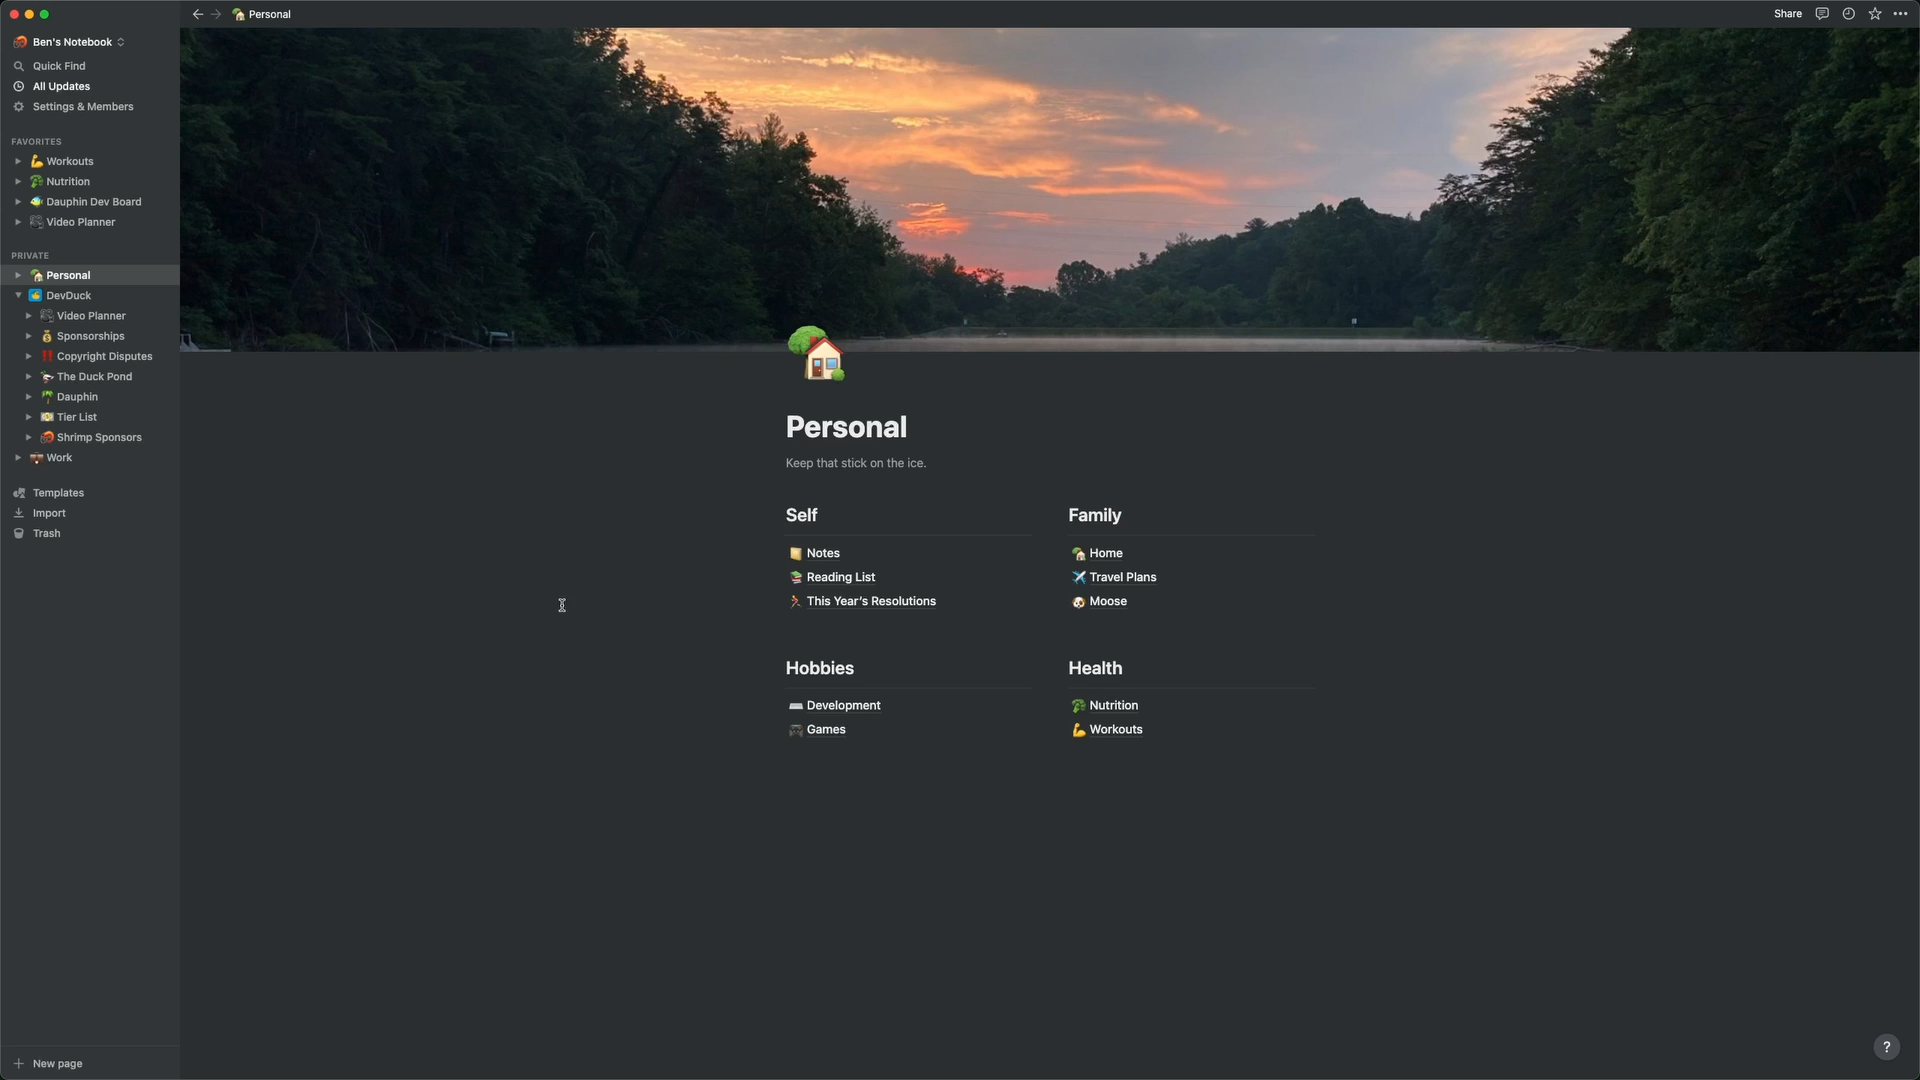 Personal
Share
Ben's Notebook
Quick Find
All Updates
Settings & Members
FAVORITES
Workouts
Nutrition
Dauphin Dev Board
Video Planner
PRIVATE
Personal
DevDuck
Video Planner
Sponsorships
Copyright Disputes
The Duck Pond
Dauphin
Tier List
Shrimp Sponsors
Work
Templates
Import
Trash
New page
Personal
Keep that stick on the ice.
Self
Notes
Reading List
This Year’s Resolutions
Family
Home
Travel Plans
Moose
Hobbies
Development
Games
Health
Nutrition
Workouts
?